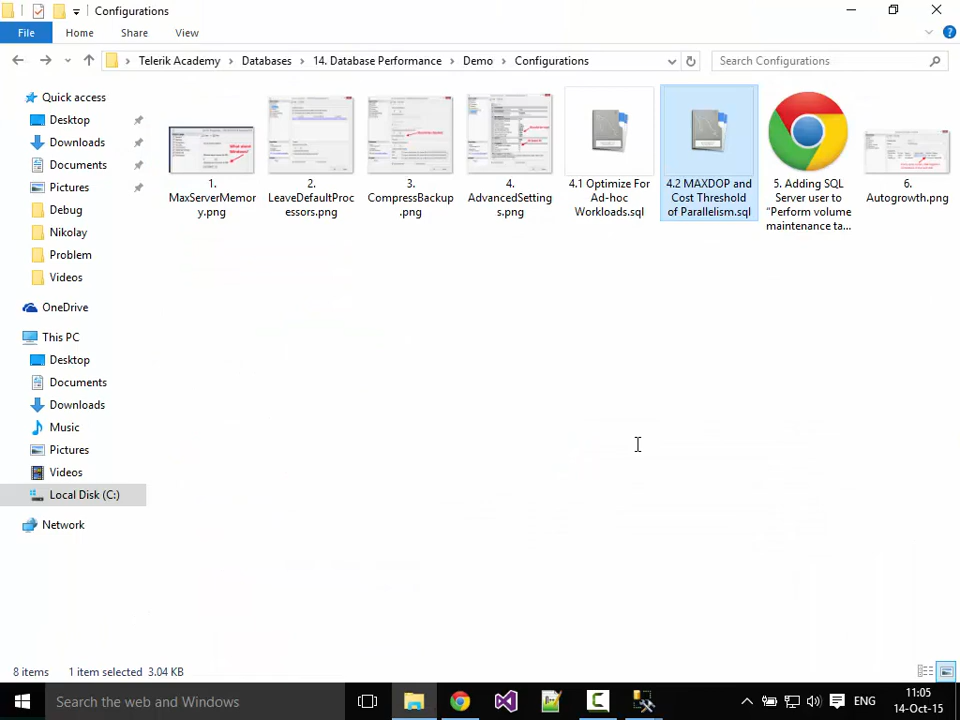 Configurations
File
Home
Share
View
Telerik Academy
Databases
14. Database Performance
Demo
Configurations
Search Configurations
Quick access
Desktop
Downloads
Documents
Pictures
Debug
Nikolay
Problem
Videos
OneDrive
This PC
Desktop
Documents
Downloads
Music
Pictures
Videos
Local Disk (C:)
Network
1.
MaxServerMemor
y.png
2.
LeaveDefaultProc
essors.png
3.
CompressBackup
.png
4.
AdvancedSetting
s.png
4.1 Optimize For
Ad-hoc
Workloads.sql
4.2 MAXDOP and
Cost Threshold
of Parallelism.sql
5. Adding SQL
Server user to
“Perform volume
maintenance ta...
6.
Autogrowth.png
8 items
1 item selected 3.04 KB
Search the web and Windows
ENG
11:05
14-Oct-15